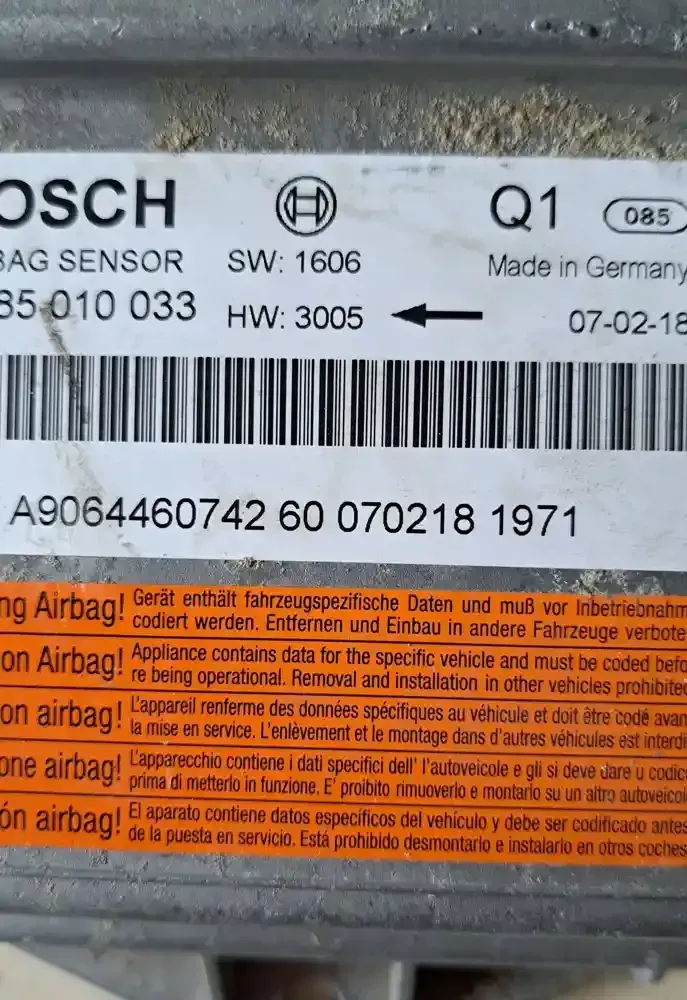 OSCH Q1 085
BAG SENSOR SW: 1606 Made in Germany
85 010 033 HW: 3005 07-02-18
A9064460742 60 070218 1971
ng Airbag! Gerät enthält fahrzeugspezifische Daten und muß vor Inbetriebnahm
codiert werden. Entfernen und Einbau in andere Fahrzeuge verbote
on Airbag! Appliance contains data for the specific vehicle and must be coded befo
re being operational. Removal and installation in other vehicles prohibited
on airbag! L'appareil renferme des données spécifiques au véhicule et doit être codé avan
la mise en service. L'enlèvement et le montage dans d'autres véhicules est interdi
one airbag! L'apparecchio contiene i dati specifici dell' l'autoveicole e gli si deve dare u codic
prima di metterlo in funzione. E' proibito rimuoverlo e montarlo su un altro autoveicol
ón airbag! El aparato contiene datos específicos del vehículo y debe ser codificado antes
de la puesta en servicio. Está prohibido desmontarlo e instalarlo en otros coches